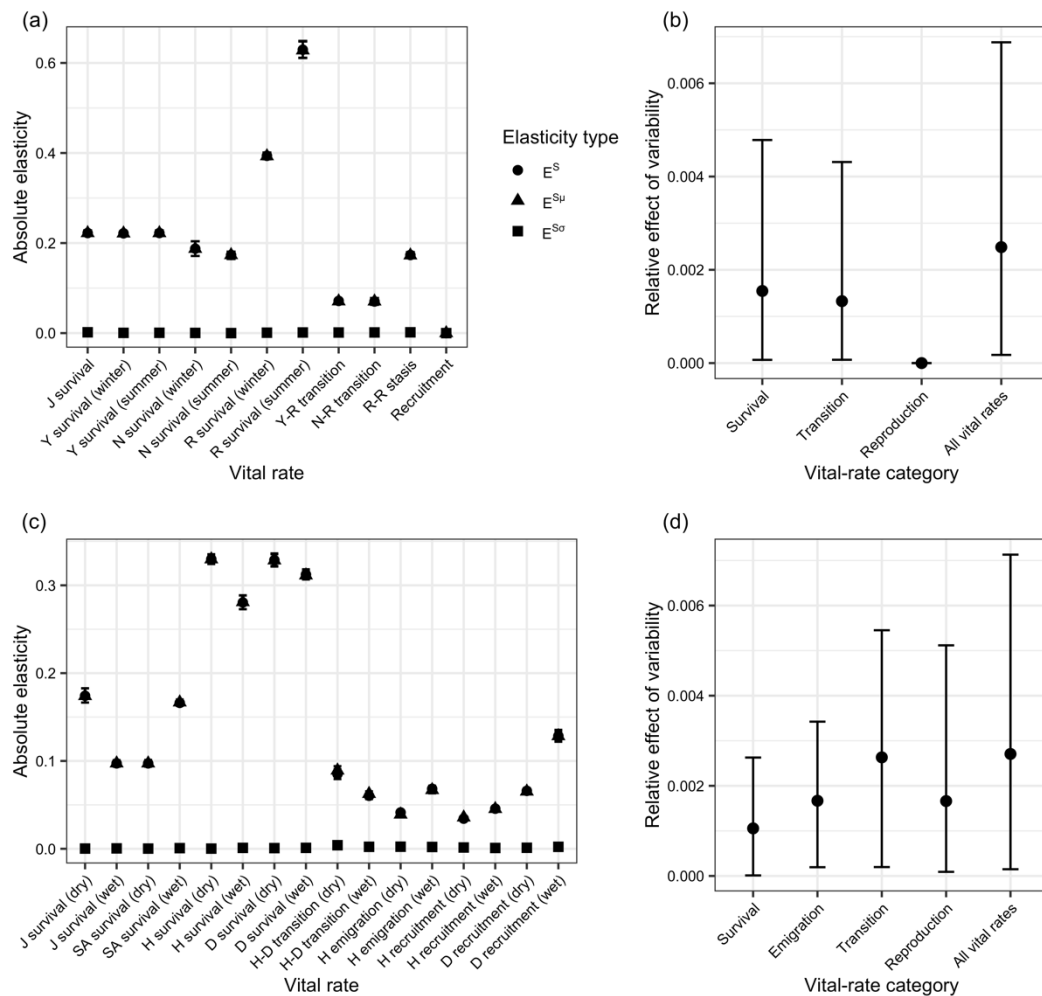 (a)
Absolute elasticity
0.6
0.4
0.2
0.0
J survival
Y survival (winter)
Y survival (summer)
N survival (winter)
N survival (summer)
R survival (winter)
R survival (summer)
Y-R transition
N-R transition
R-R stasis
Recruitment
Vital rate
Elasticity type
E^S
E^Sμ
E^Sσ
(b)
Relative effect of variability
0.006
0.004
0.002
0.000
Survival
Transition
Reproduction
All vital rates
Vital-rate category
(c)
Absolute elasticity
0.3
0.2
0.1
0.0
J survival (dry)
J survival (wet)
SA survival (dry)
SA survival (wet)
H survival (dry)
H survival (wet)
D survival (dry)
D survival (wet)
H-D transition (dry)
H-D transition (wet)
H emigration (dry)
H emigration (wet)
H recruitment (dry)
H recruitment (wet)
D recruitment (dry)
D recruitment (wet)
Vital rate
(d)
Relative effect of variability
0.006
0.004
0.002
0.000
Survival
Emigration
Transition
Reproduction
All vital rates
Vital-rate category